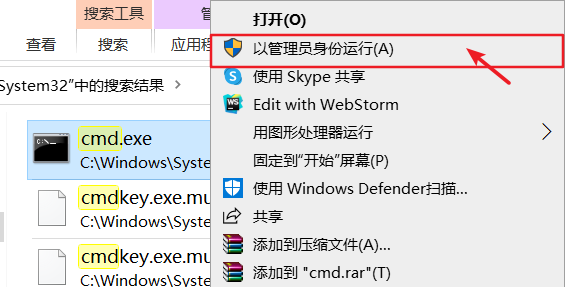 搜索工具
查看
搜索
应用程
System32"中的搜索结果
cmd.exe
C:\Windows\System
cmdkey.exe.mu
C:\Windows\System
cmdkey.exe.mu
C:\Windows\System
打开(O)
以管理员身份运行(A)
使用 Skype 共享
Edit with WebStorm
用图形处理器运行
固定到"开始"屏幕(P)
使用 Windows Defender扫描...
共享
添加到压缩文件(A)...
添加到 "cmd.rar"(T)